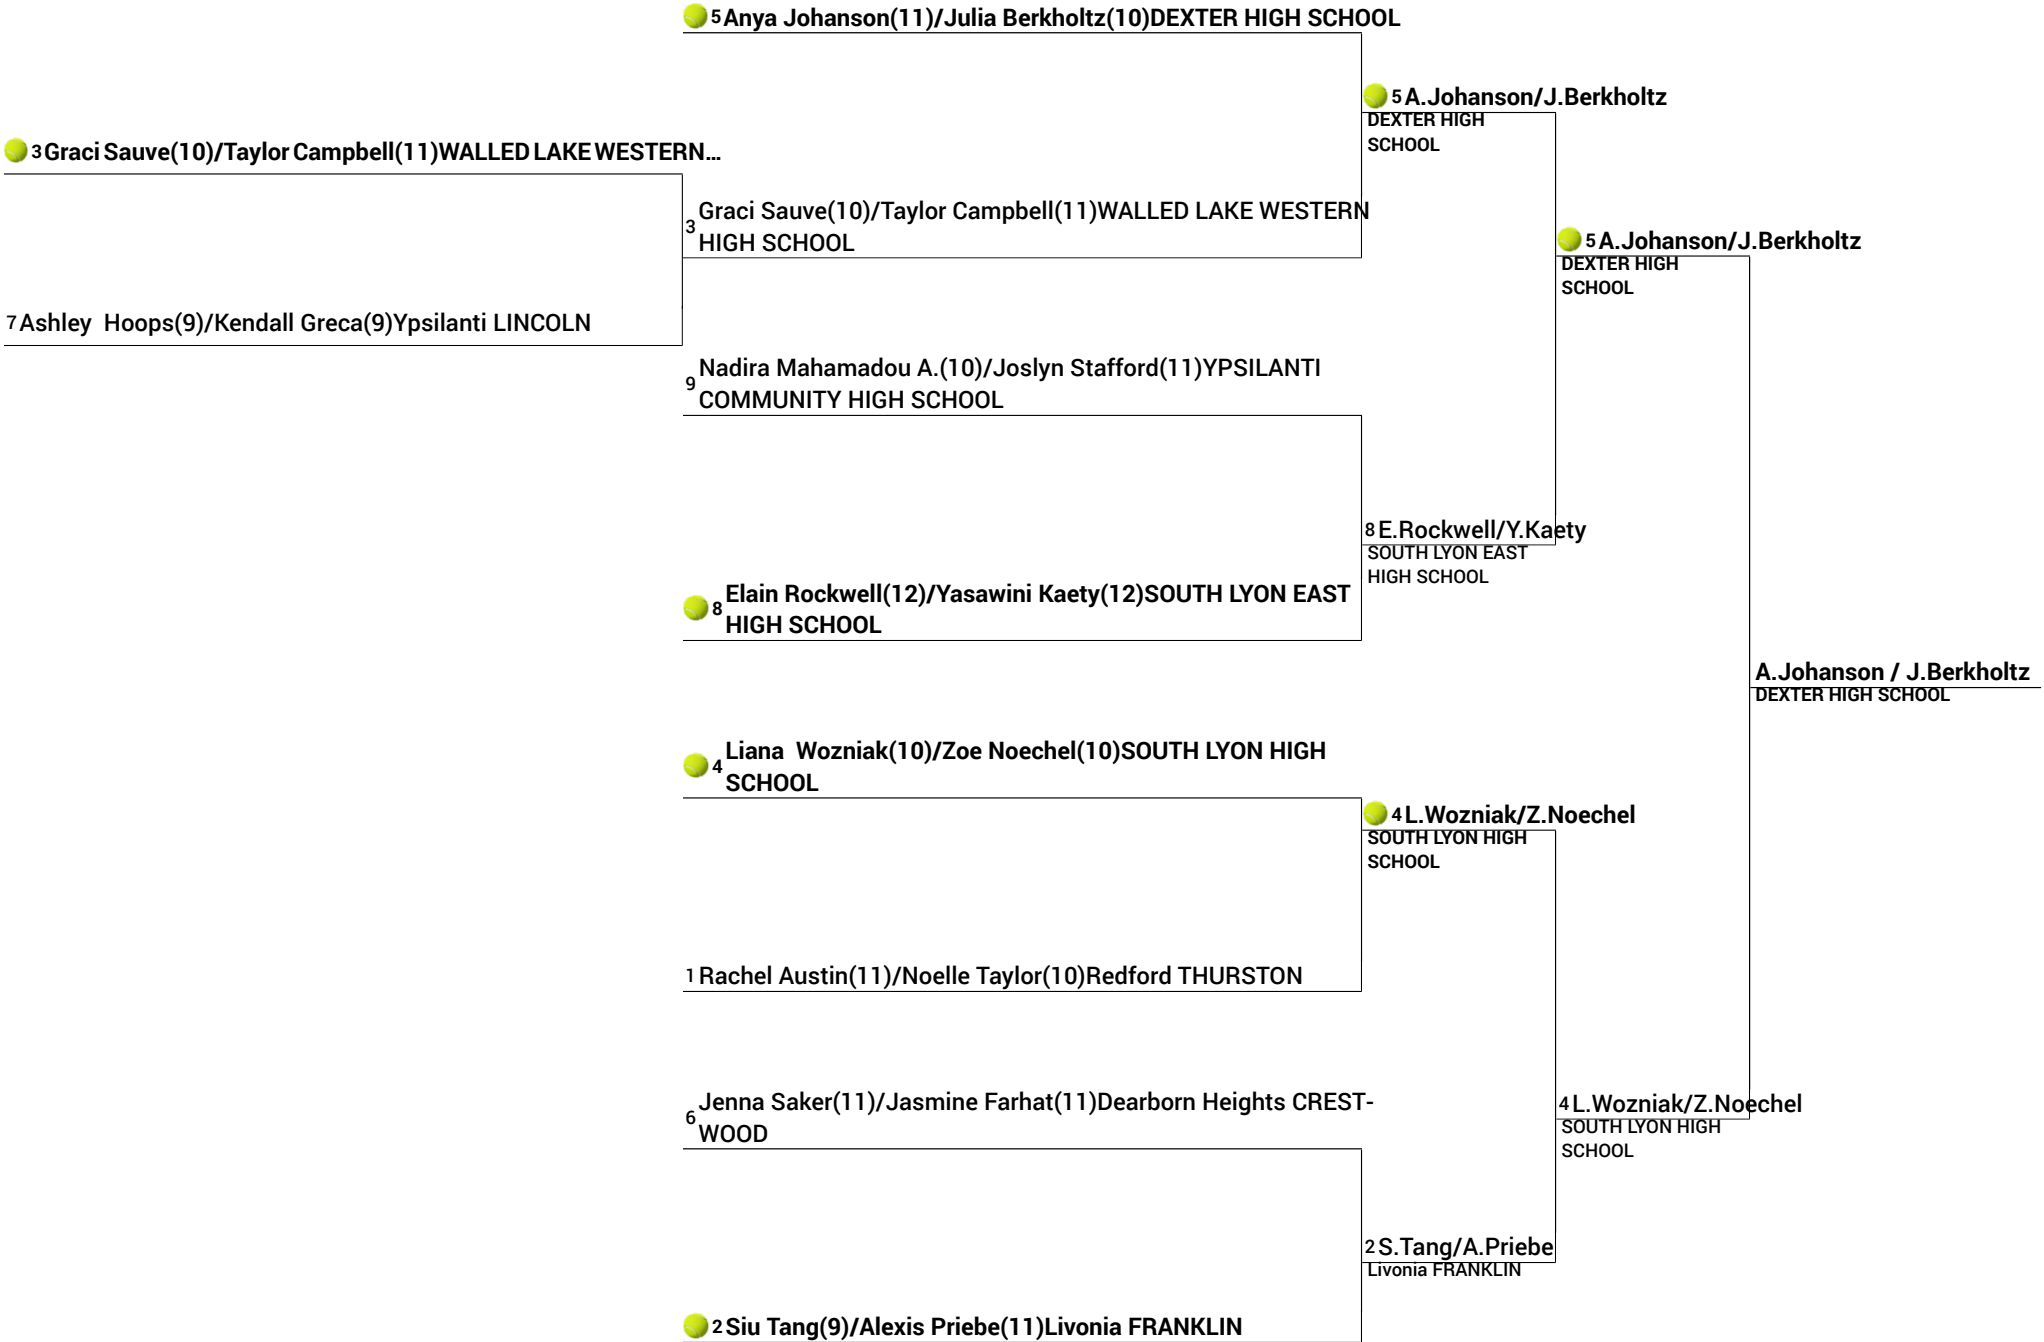 5 Anya Johanson(11)/Julia Berkholtz(10)DEXTER HIGH SCHOOL
5 A.Johanson/J.Berkholtz
DEXTER HIGH
SCHOOL
3 Graci Sauve(10)/Taylor Campbell(11)WALLED LAKE WESTERN...
3 Graci Sauve(10)/Taylor Campbell(11)WALLED LAKE WESTERN
HIGH SCHOOL
5 A.Johanson/J.Berkholtz
DEXTER HIGH
SCHOOL
7 Ashley  Hoops(9)/Kendall Greca(9)Ypsilanti LINCOLN
9 Nadira Mahamadou A.(10)/Joslyn Stafford(11)YPSILANTI
COMMUNITY HIGH SCHOOL
8 E.Rockwell/Y.Kaety
SOUTH LYON EAST
HIGH SCHOOL
8 Elain Rockwell(12)/Yasawini Kaety(12)SOUTH LYON EAST
HIGH SCHOOL
A.Johanson / J.Berkholtz
DEXTER HIGH SCHOOL
4 Liana  Wozniak(10)/Zoe Noechel(10)SOUTH LYON HIGH
SCHOOL
4 L.Wozniak/Z.Noechel
SOUTH LYON HIGH
SCHOOL
1 Rachel Austin(11)/Noelle Taylor(10)Redford THURSTON
6 Jenna Saker(11)/Jasmine Farhat(11)Dearborn Heights CREST-
WOOD
4 L.Wozniak/Z.Noechel
SOUTH LYON HIGH
SCHOOL
2 S.Tang/A.Priebe
Livonia FRANKLIN
2 Siu Tang(9)/Alexis Priebe(11)Livonia FRANKLIN